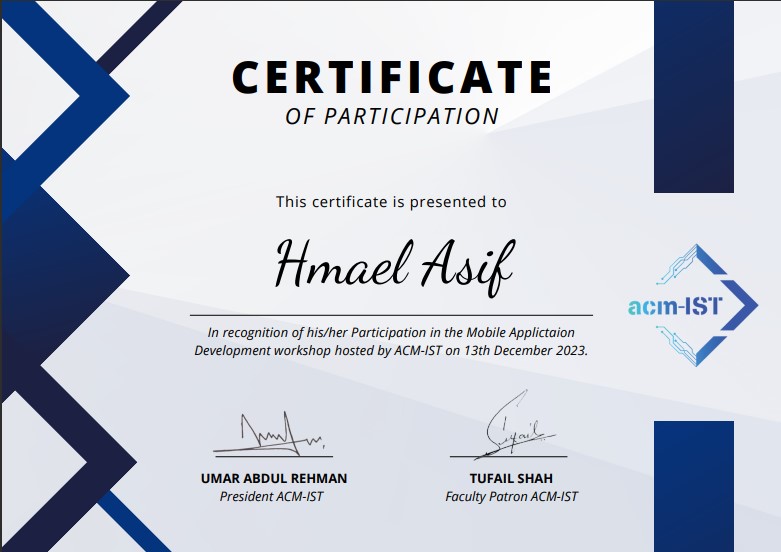 CERTIFICATE
OF PARTICIPATION
This certificate is presented to
Hmael Asif
In recognition of his/her Participation in the Mobile Applictaion
Development workshop hosted by ACM-IST on 13th December 2023.
acm-IST
UMAR ABDUL REHMAN
President ACM-IST
TUFAIL SHAH
Faculty Patron ACM-IST